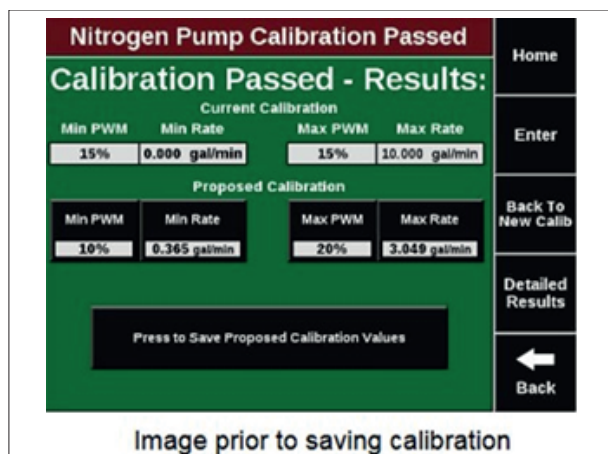 Nitrogen Pump Calibration Passed
Calibration Passed - Results:
Current Calibration
Min PWM Min Rate Max PWM Max Rate
15% 0.000 gal/min 15% 10.000 gal/min
Proposed Calibration
Min PWM Min Rate Max PWM Max Rate
10% 0.365 gal/min 20% 3.049 gal/min
Press to Save Proposed Calibration Values
Home
Enter
Back To
New Calib
Detailed
Results
Back
Image prior to saving calibration